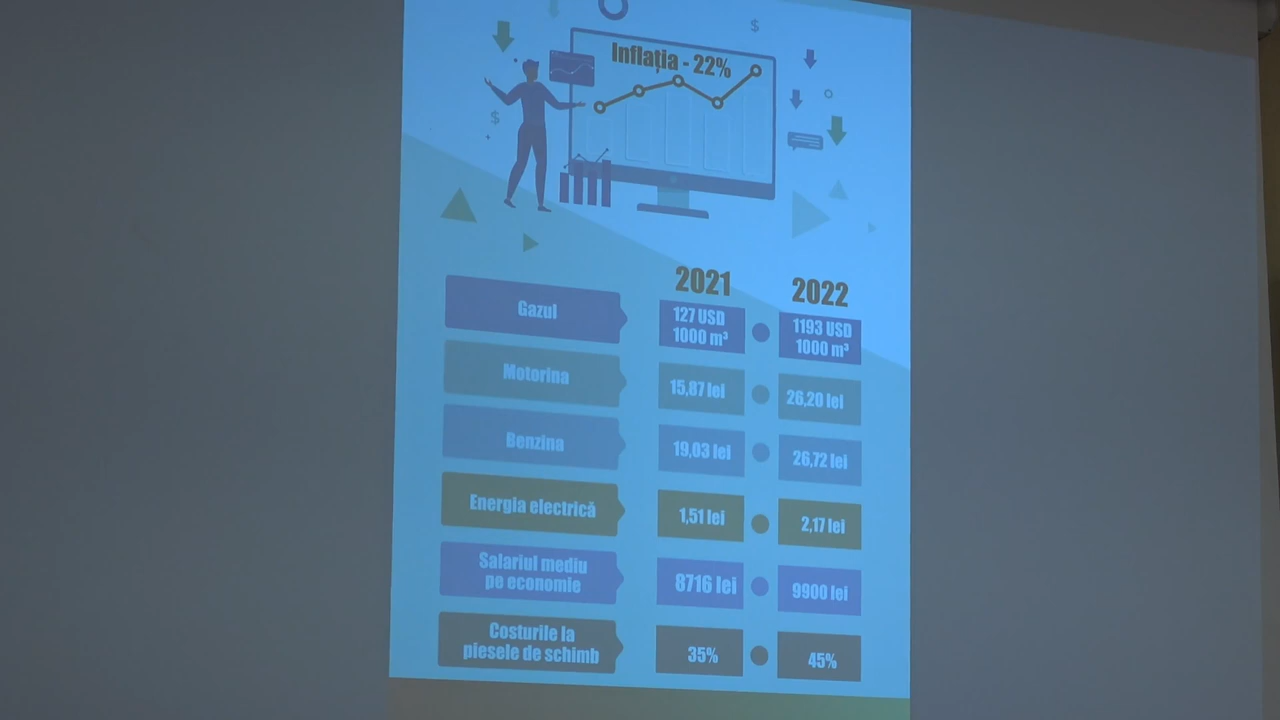 Inflația - 22%
2021 2022
Gazul
127 USD
1000 m³
1193 USD
1000 m³
Motorina
15,87 lei
26,20 lei
Benzina
19,03 lei
26,72 lei
Energia electrică
1,51 lei
2,17 lei
Salariul mediu
pe economie
8716 lei
9900 lei
Costurile la
piesele de schimb
35%
45%